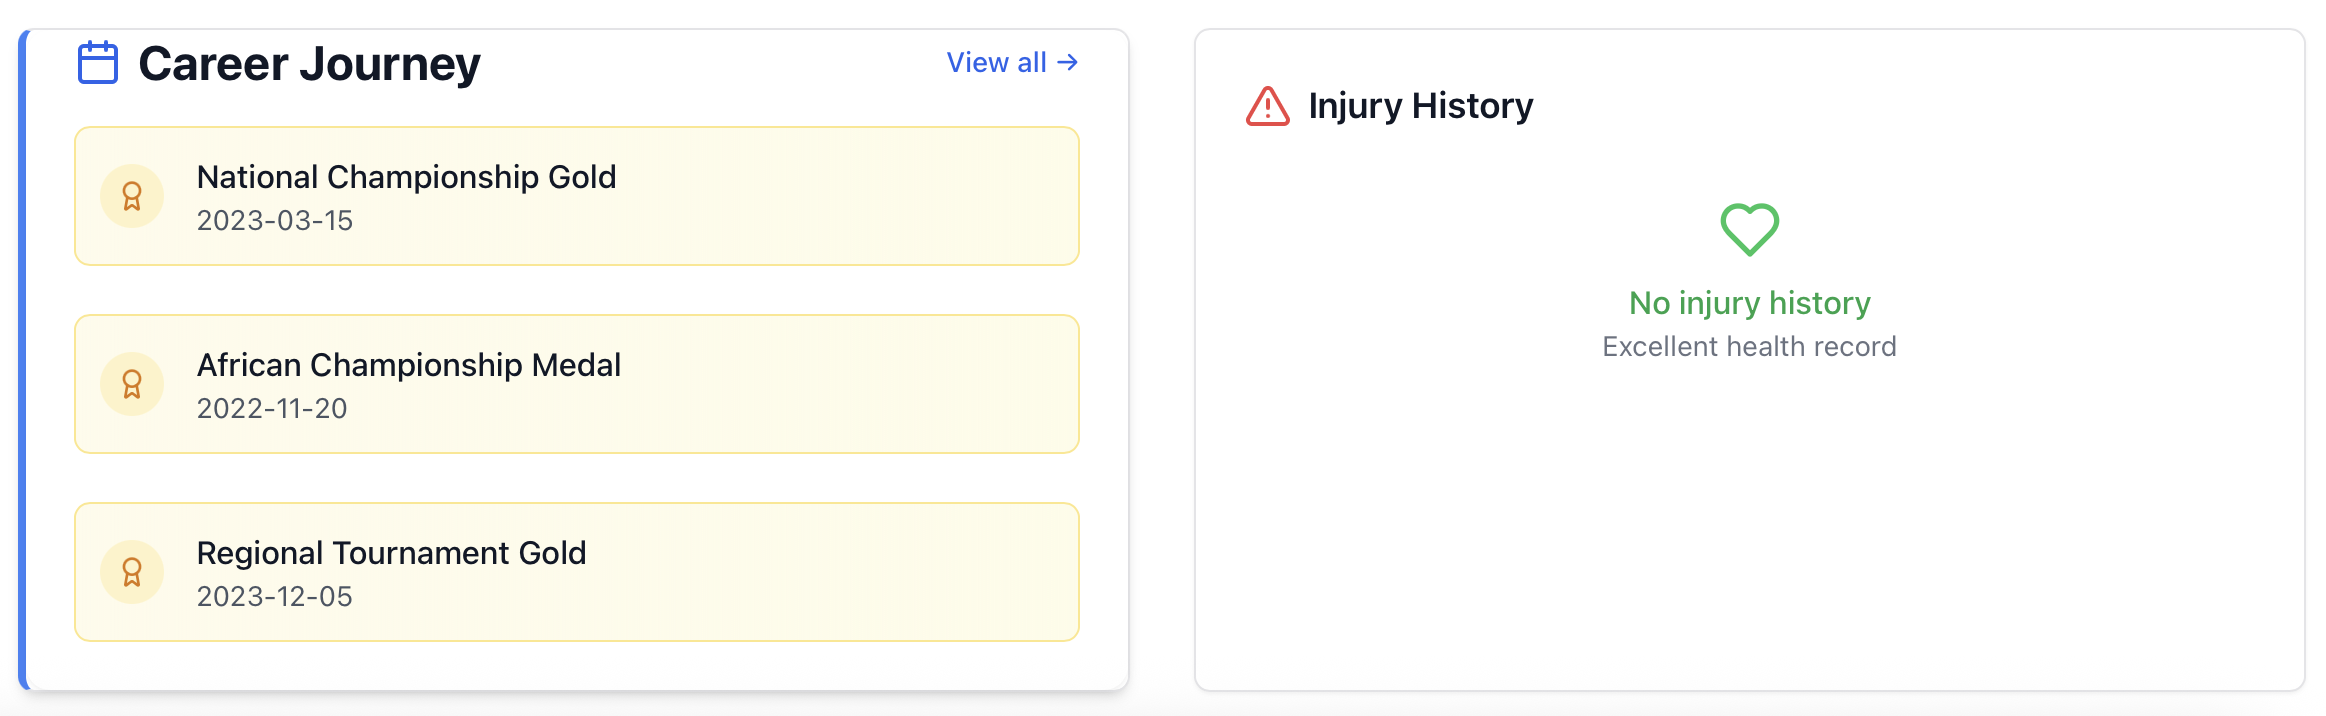 Career Journey
View all →
National Championship Gold
2023-03-15
African Championship Medal
2022-11-20
Regional Tournament Gold
2023-12-05
Injury History
No injury history
Excellent health record